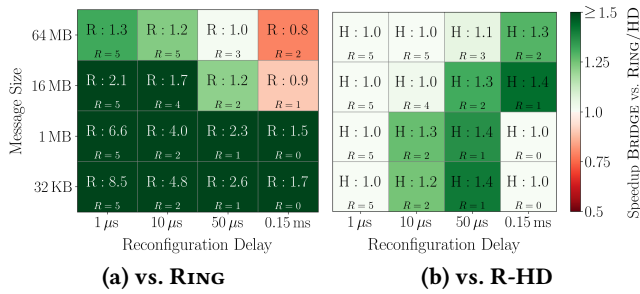 64 MB
R : 1.3 R : 1.2 R : 1.0 R : 0.8
R = 5 R = 5 R = 3 R = 2
16 MB
R : 2.1 R : 1.7 R : 1.2 R : 0.9
R = 5 R = 4 R = 2 R = 1
1 MB
R : 6.6 R : 4.0 R : 2.3 R : 1.5
R = 5 R = 2 R = 1 R = 0
32 KB
R : 8.5 R : 4.8 R : 2.6 R : 1.7
R = 5 R = 2 R = 1 R = 0
Message Size
1 μs 10 μs 50 μs 0.15 ms
Reconfiguration Delay
(a) vs. RING
H : 1.0 H : 1.0 H : 1.1 H : 1.3
R = 5 R = 5 R = 3 R = 2
H : 1.0 H : 1.0 H : 1.3 H : 1.4
R = 5 R = 4 R = 2 R = 1
H : 1.0 H : 1.3 H : 1.4 H : 1.0
R = 5 R = 2 R = 1 R = 0
H : 1.0 H : 1.2 H : 1.4 H : 1.0
R = 5 R = 2 R = 1 R = 0
1 μs 10 μs 50 μs 0.15 ms
Reconfiguration Delay
(b) vs. R-HD
≥ 1.5
1.25
1.0
0.75
0.5
Speedup BRIDGE vs. RING/HD